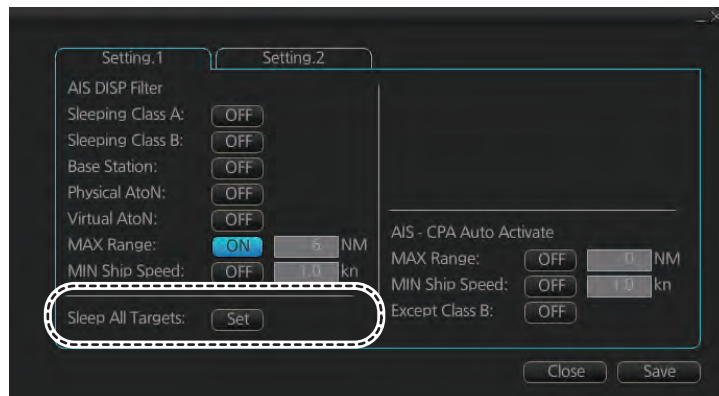 Setting.1 Setting.2
AIS DISP Filter
Sleeping Class A: OFF
Sleeping Class B: OFF
Base Station: OFF
Physical AtoN: OFF
Virtual AtoN: OFF
MAX Range: ON 6 NM
MIN Ship Speed: OFF 1.0 kn
Sleep All Targets: Set
AIS - CPA Auto Activate
MAX Range: OFF 0 NM
MIN Ship Speed: OFF 1.0 kn
Except Class B: OFF
Close Save